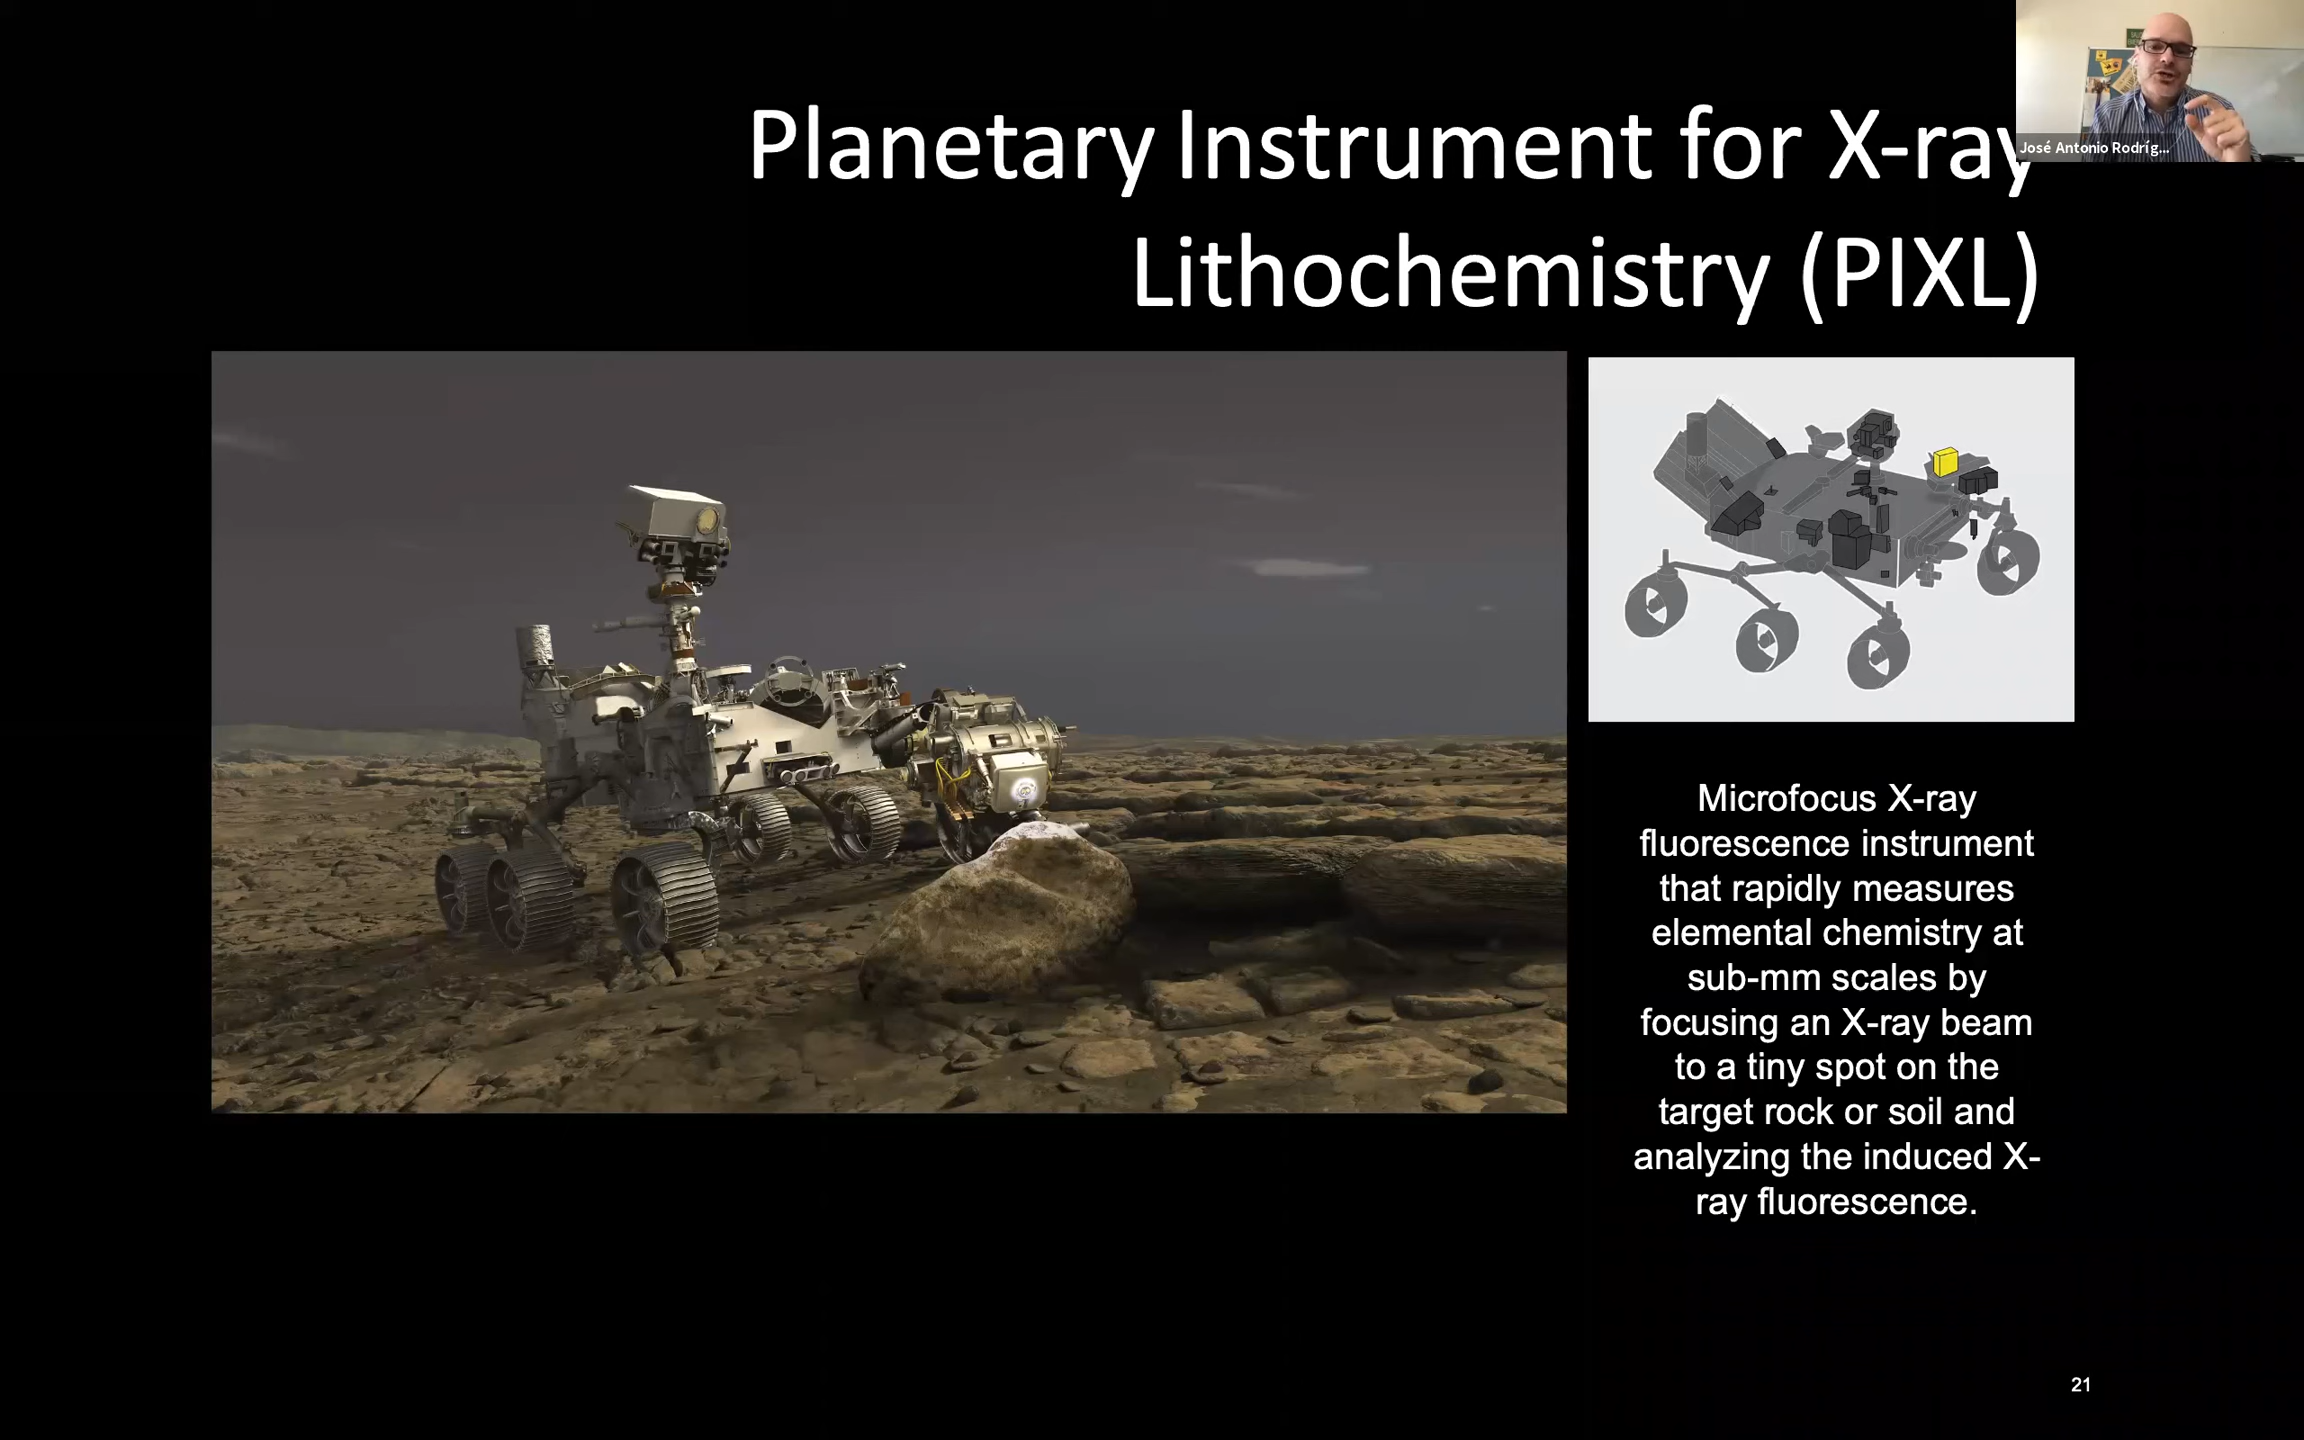 Planetary Instrument for X-ray
Lithochemistry (PIXL)
José Antonio Rodríg...
Microfocus X-ray
fluorescence instrument
that rapidly measures
elemental chemistry at
sub-mm scales by
focusing an X-ray beam
to a tiny spot on the
target rock or soil and
analyzing the induced X-
ray fluorescence.
21